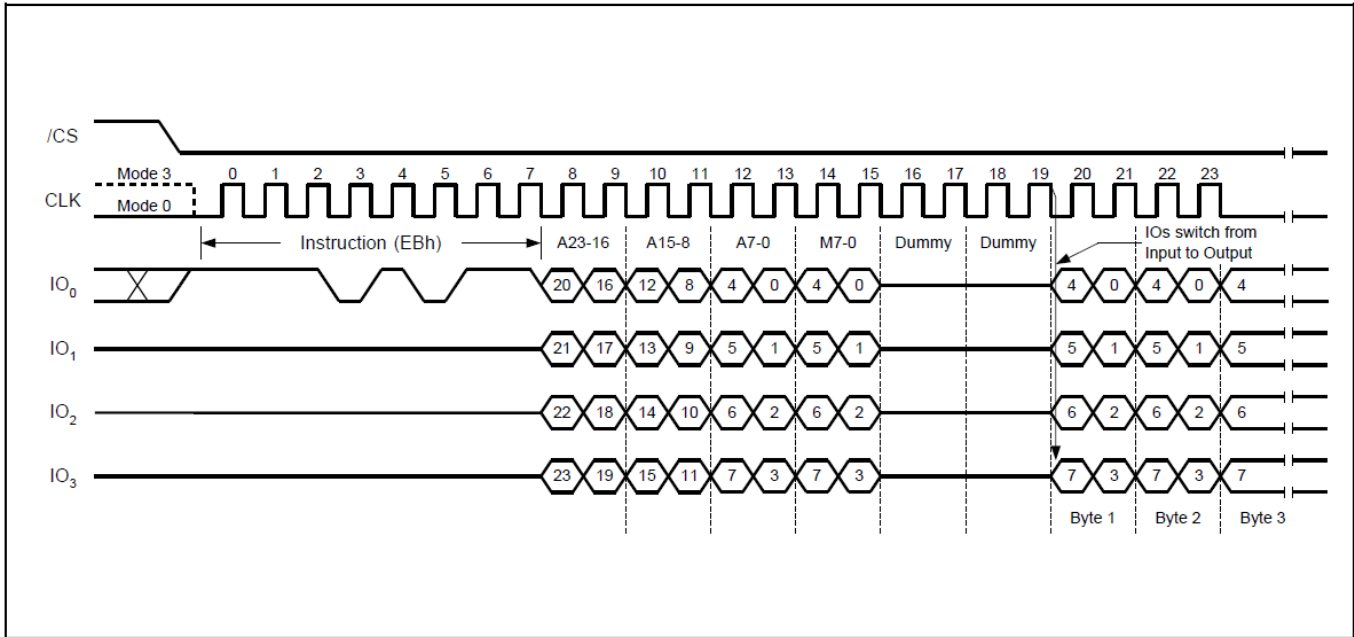 /CS
Mode 3 0 1 2 3 4 5 6 7 8 9 10 11 12 13 14 15 16 17 18 19 20 21 22 23
CLK
Mode 0
Instruction (EBh) A23-16 A15-8 A7-0 M7-0 Dummy Dummy IOs switch from
Input to Output
IO0 20 16 12 8 4 0 4 0 4 0 4 0 4
IO1 21 17 13 9 5 1 5 1 5 1 5 1 5
IO2 22 18 14 10 6 2 6 2 6 2 6 2 6
IO3 23 19 15 11 7 3 7 3 7 3 7 3 7
Byte 1 Byte 2 Byte 3